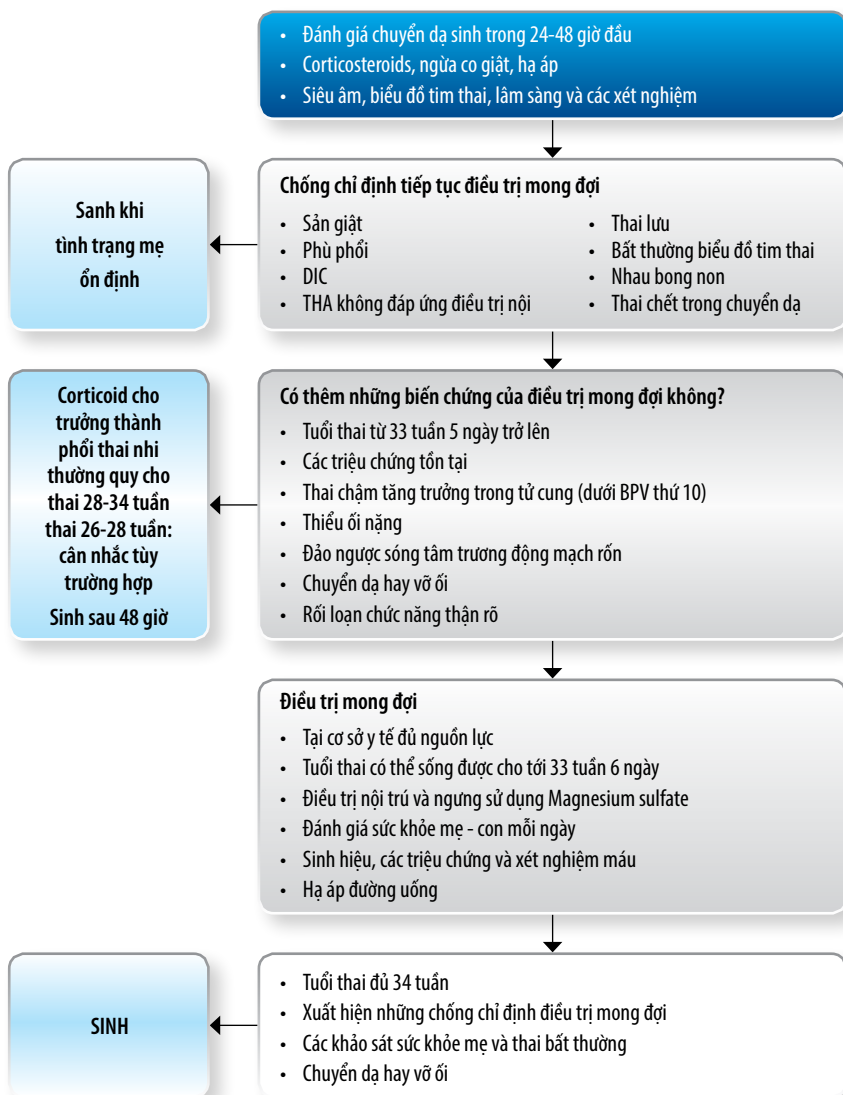 • Đánh giá chuyển dạ sinh trong 24-48 giờ đầu
• Corticosteroids, ngừa co giật, hạ áp
• Siêu âm, biểu đồ tim thai, lâm sàng và các xét nghiệm
Sanh khi
tình trạng mẹ
ổn định
Chống chỉ định tiếp tục điều trị mong đợi
• Sản giật
• Phù phổi
• DIC
• THA không đáp ứng điều trị nội
• Thai lưu
• Bất thường biểu đồ tim thai
• Nhau bong non
• Thai chết trong chuyển dạ
Corticoid cho
trưởng thành
phổi thai nhi
thường quy cho
thai 28-34 tuần
thai 26-28 tuần:
cân nhắc tùy
trường hợp
Sinh sau 48 giờ
Có thêm những biến chứng của điều trị mong đợi không?
• Tuổi thai từ 33 tuần 5 ngày trở lên
• Các triệu chứng tồn tại
• Thai chậm tăng trưởng trong tử cung (dưới BPV thứ 10)
• Thiểu ối nặng
• Đảo ngược sóng tâm trương động mạch rốn
• Chuyển dạ hay vỡ ối
• Rối loạn chức năng thận rõ
Điều trị mong đợi
• Tại cơ sở y tế đủ nguồn lực
• Tuổi thai có thể sống được cho tới 33 tuần 6 ngày
• Điều trị nội trú và ngưng sử dụng Magnesium sulfate
• Đánh giá sức khỏe mẹ - con mỗi ngày
• Sinh hiệu, các triệu chứng và xét nghiệm máu
• Hạ áp đường uống
SINH
• Tuổi thai đủ 34 tuần
• Xuất hiện những chống chỉ định điều trị mong đợi
• Các khảo sát sức khỏe mẹ và thai bất thường
• Chuyển dạ hay vỡ ối